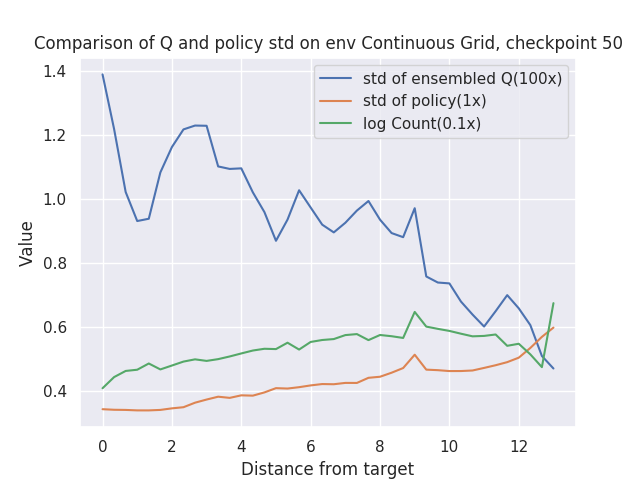 Comparison of Q and policy std on env Continuous Grid, checkpoint 50
std of ensembled Q(100x)
std of policy(1x)
log Count(0.1x)
Value
1.4
1.2
1.0
0.8
0.6
0.4
0 2 4 6 8 10 12
Distance from target